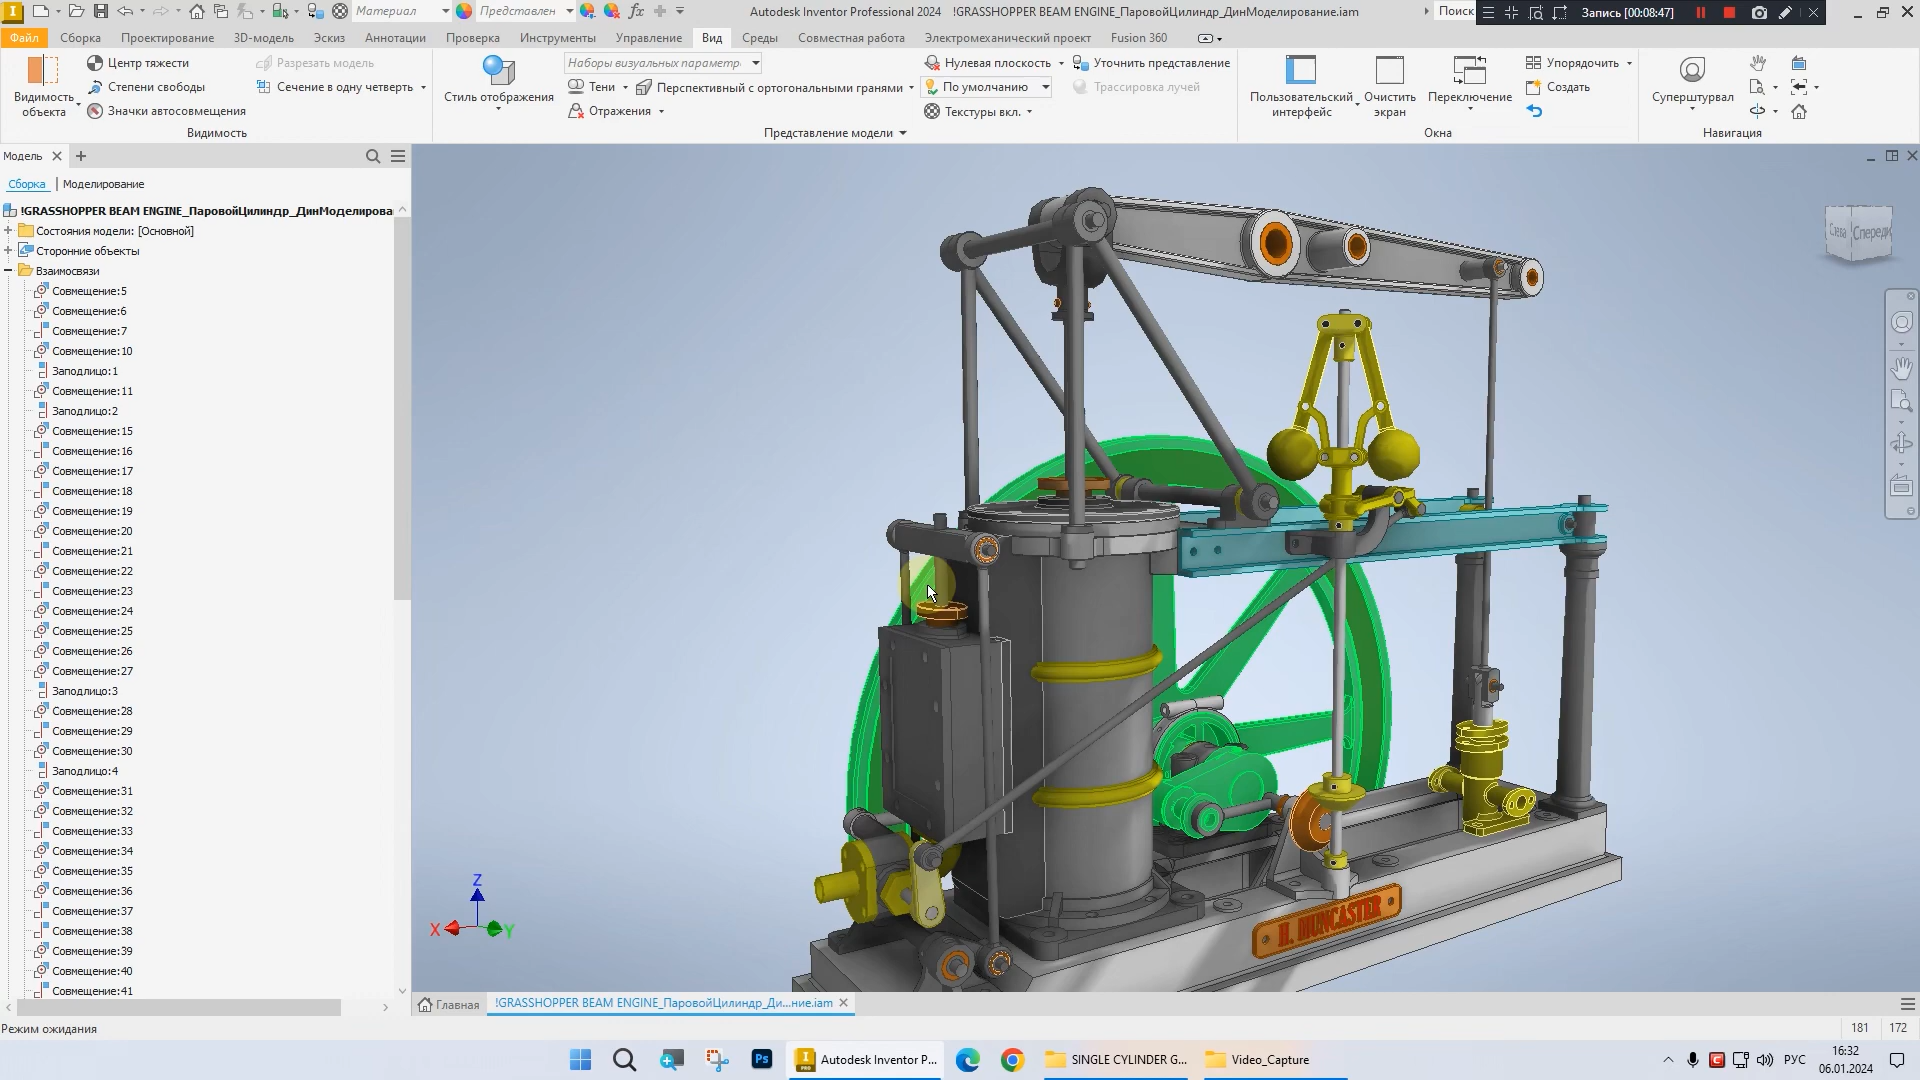 Материал
Представлен
Autodesk Inventor Professional 2024 !GRASSHOPPER BEAM ENGINE_ПаровойЦилиндр_ДинМоделирование.iam
Поиск
Запись [00:08:47]
Файл Сборка Проектирование 3D-модель Эскиз Аннотации Проверка Инструменты Управление Вид Среды Совместная работа Электромеханический проект Fusion 360
Видимость объекта
Центр тяжести
Степени свободы
Значки автосовмещения
Разрезать модель
Сечение в одну четверть
Видимость
Стиль отображения
Наборы визуальных параметр
Тени
Отражения
Перспективный с ортогональными гранями
Нулевая плоскость
По умолчанию
Текстуры вкл.
Уточнить представление
Трассировка лучей
Представление модели
Пользовательский интерфейс
Очистить экран
Переключение
Упорядочить
Создать
Окна
Суперштурвал
Навигация
Модель
Сборка | Моделирование
!GRASSHOPPER BEAM ENGINE_ПаровойЦилиндр_ДинМоделирова
Состояния модели: [Основной]
Сторонние объекты
Взаимосвязи
Совмещение:5
Совмещение:6
Совмещение:7
Совмещение:10
Заподлицо:1
Совмещение:11
Заподлицо:2
Совмещение:15
Совмещение:16
Совмещение:17
Совмещение:18
Совмещение:19
Совмещение:20
Совмещение:21
Совмещение:22
Совмещение:23
Совмещение:24
Совмещение:25
Совмещение:26
Совмещение:27
Заподлицо:3
Совмещение:28
Совмещение:29
Совмещение:30
Заподлицо:4
Совмещение:31
Совмещение:32
Совмещение:33
Совмещение:34
Совмещение:35
Совмещение:36
Совмещение:37
Совмещение:38
Совмещение:39
Совмещение:40
Совмещение:41
Слева
Спереди
Z
X
Y
H. MUNCASTER
Главная
!GRASSHOPPER BEAM ENGINE_ПаровойЦилиндр_Ди...ние.iam
Режим ожидания
181 172
Autodesk Inventor P...
SINGLE CYLINDER G...
Video_Capture
РУС
16:32
06.01.2024